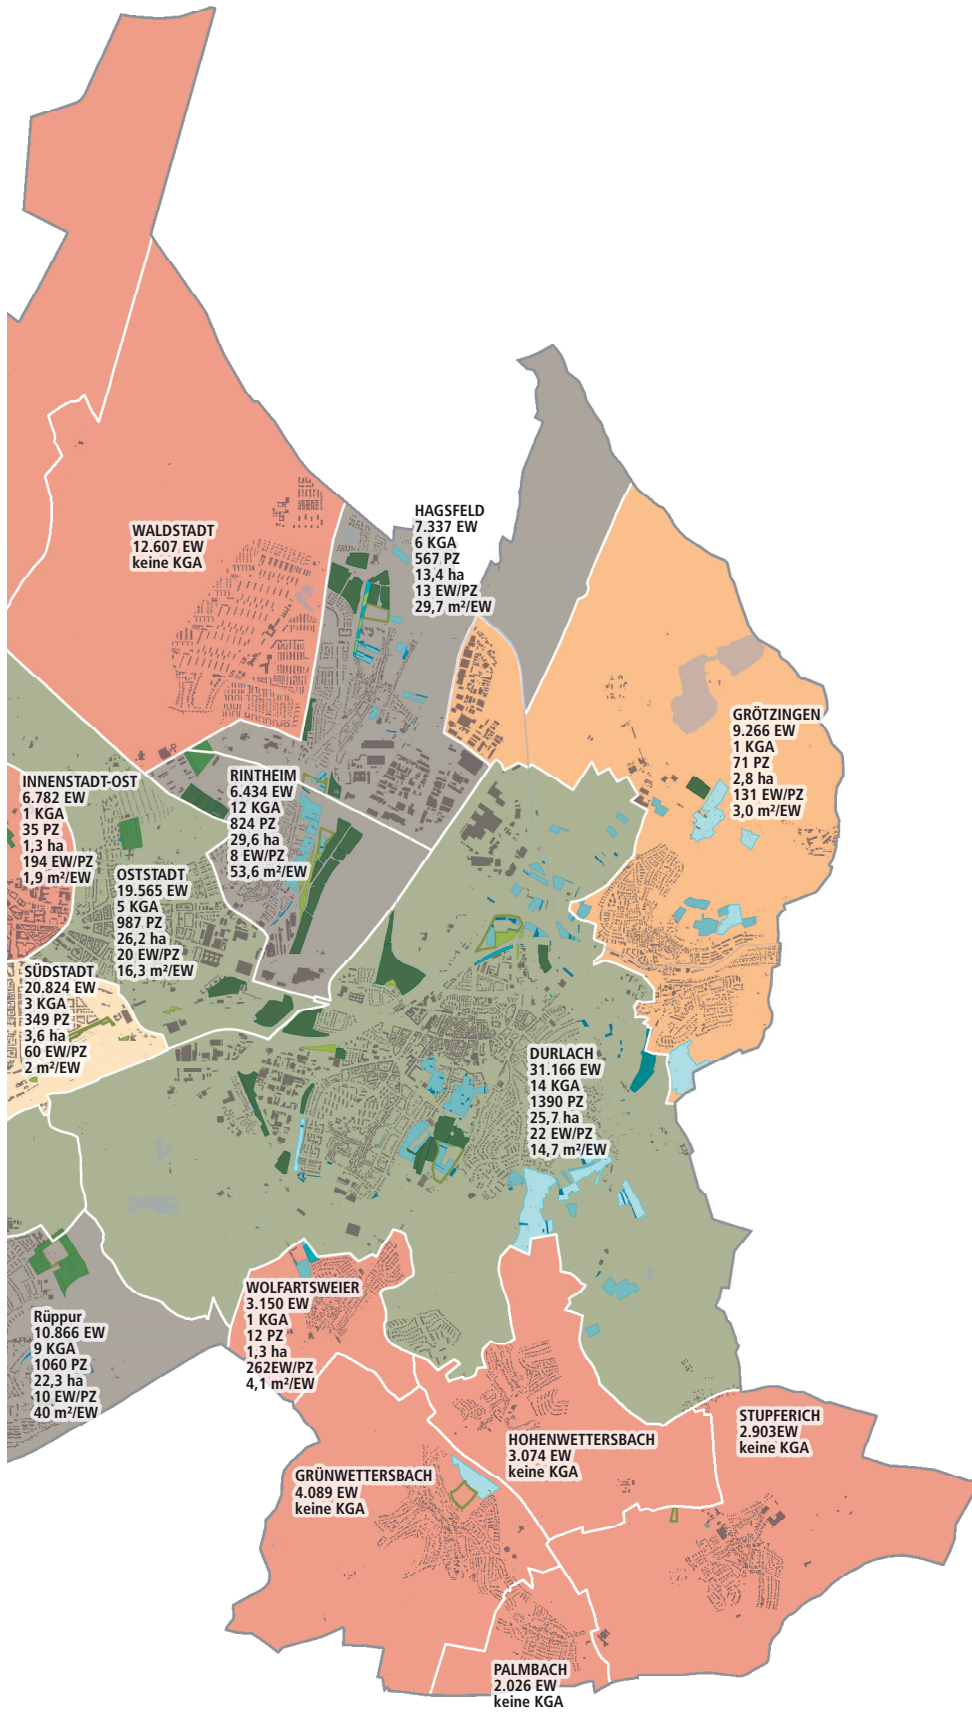 HAGSFELD
7.337 EW
6 KGA
567 PZ
13,4 ha
13 EW/PZ
29,7 m²/EW
WALDSTADT
12.607 EW
keine KGA
GRÖTZINGEN
9.266 EW
1 KGA
71 PZ
2,8 ha
131 EW/PZ
3,0 m²/EW
INNENSTADT-OST
6.782 EW
1 KGA
35 PZ
1,3 ha
194 EW/PZ
1,9 m²/EW
RINTHEIM
6.434 EW
12 KGA
824 PZ
29,6 ha
8 EW/PZ
53,6 m²/EW
OSTSTADT
19.565 EW
5 KGA
987 PZ
26,2 ha
20 EW/PZ
16,3 m²/EW
SÜDSTADT
20.824 EW
3 KGA
349 PZ
3,6 ha
60 EW/PZ
2 m²/EW
DURLACH
31.166 EW
14 KGA
1390 PZ
25,7 ha
22 EW/PZ
14,7 m²/EW
WOLFARTSWEIER
3.150 EW
1 KGA
12 PZ
1,3 ha
262EW/PZ
4,1 m²/EW
Rüppur
10.866 EW
9 KGA
1060 PZ
22,3 ha
10 EW/PZ
40 m²/EW
STUPFERICH
2.903EW
keine KGA
HOHENWETTERSBACH
3.074 EW
keine KGA
GRÜNWETTERSBACH
4.089 EW
keine KGA
PALMBACH
2.026 EW
keine KGA